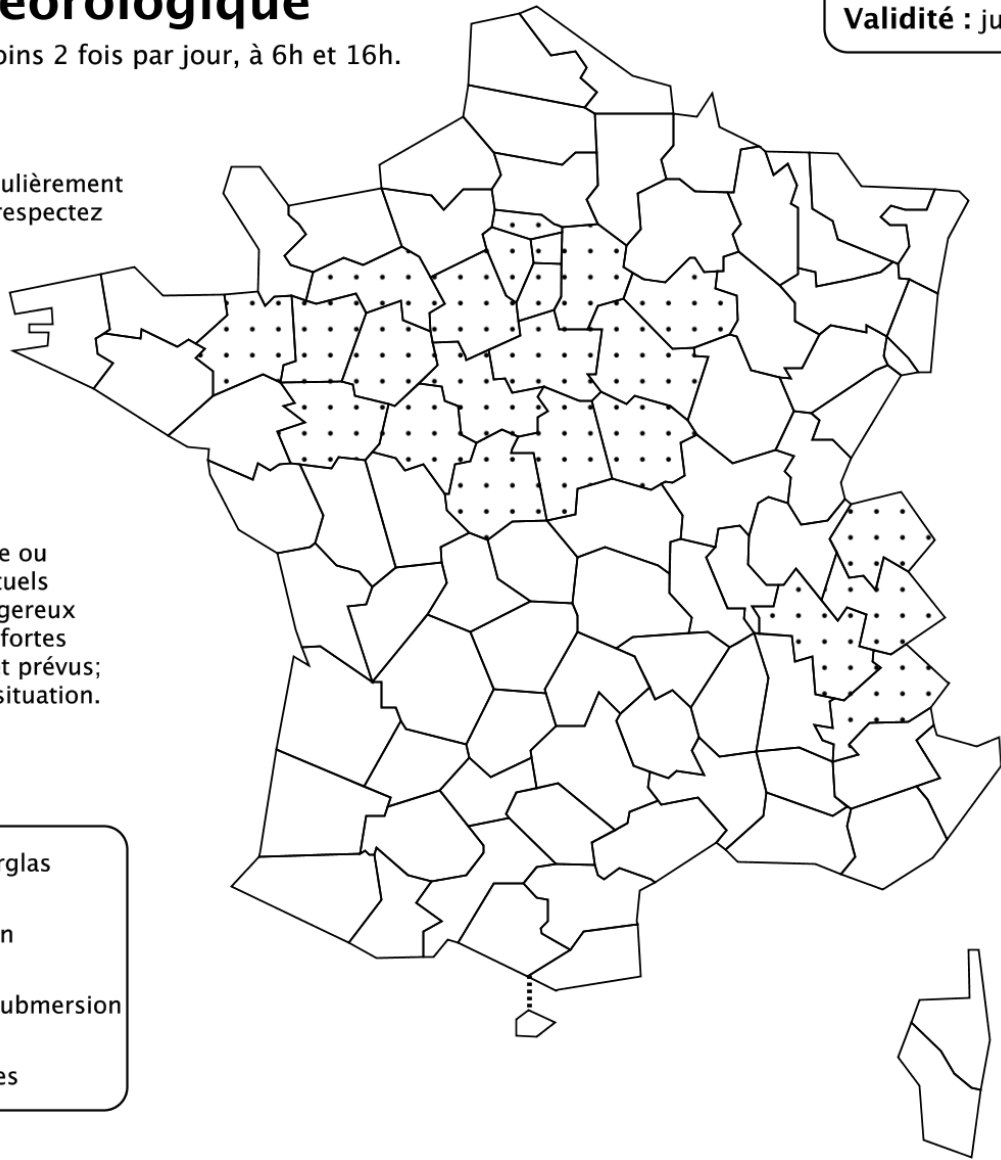 éorologique
oins 2 fois par jour, à 6h et 16h.
Validité : ju
ulièrement
respectez
e ou
tuels
gereux
fortes
t prévus;
situation.
rglas
n
ubmersion
es